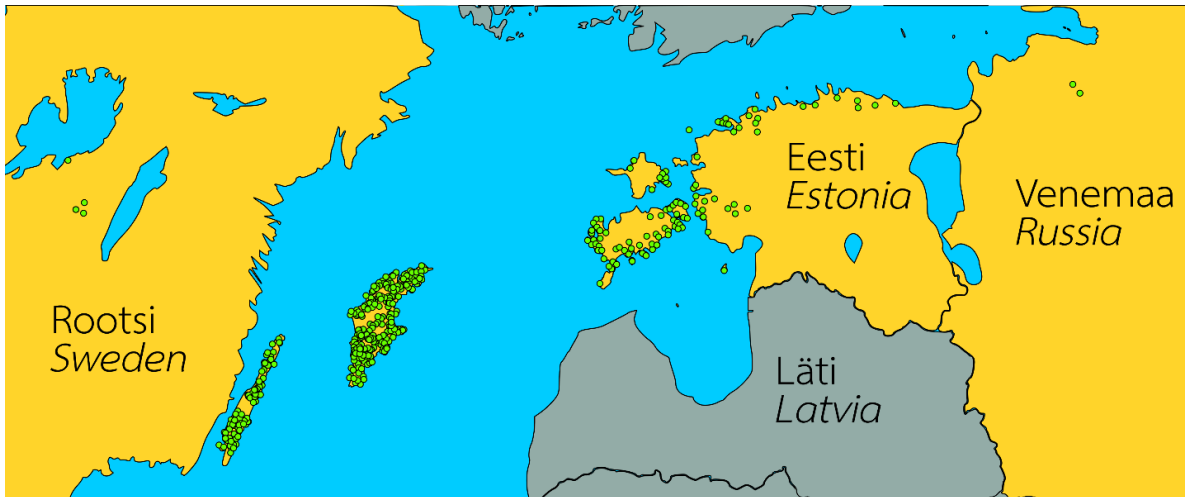 Eesti
Estonia
Venemaa
Russia
Rootsi
Sweden
Läti
Latvia